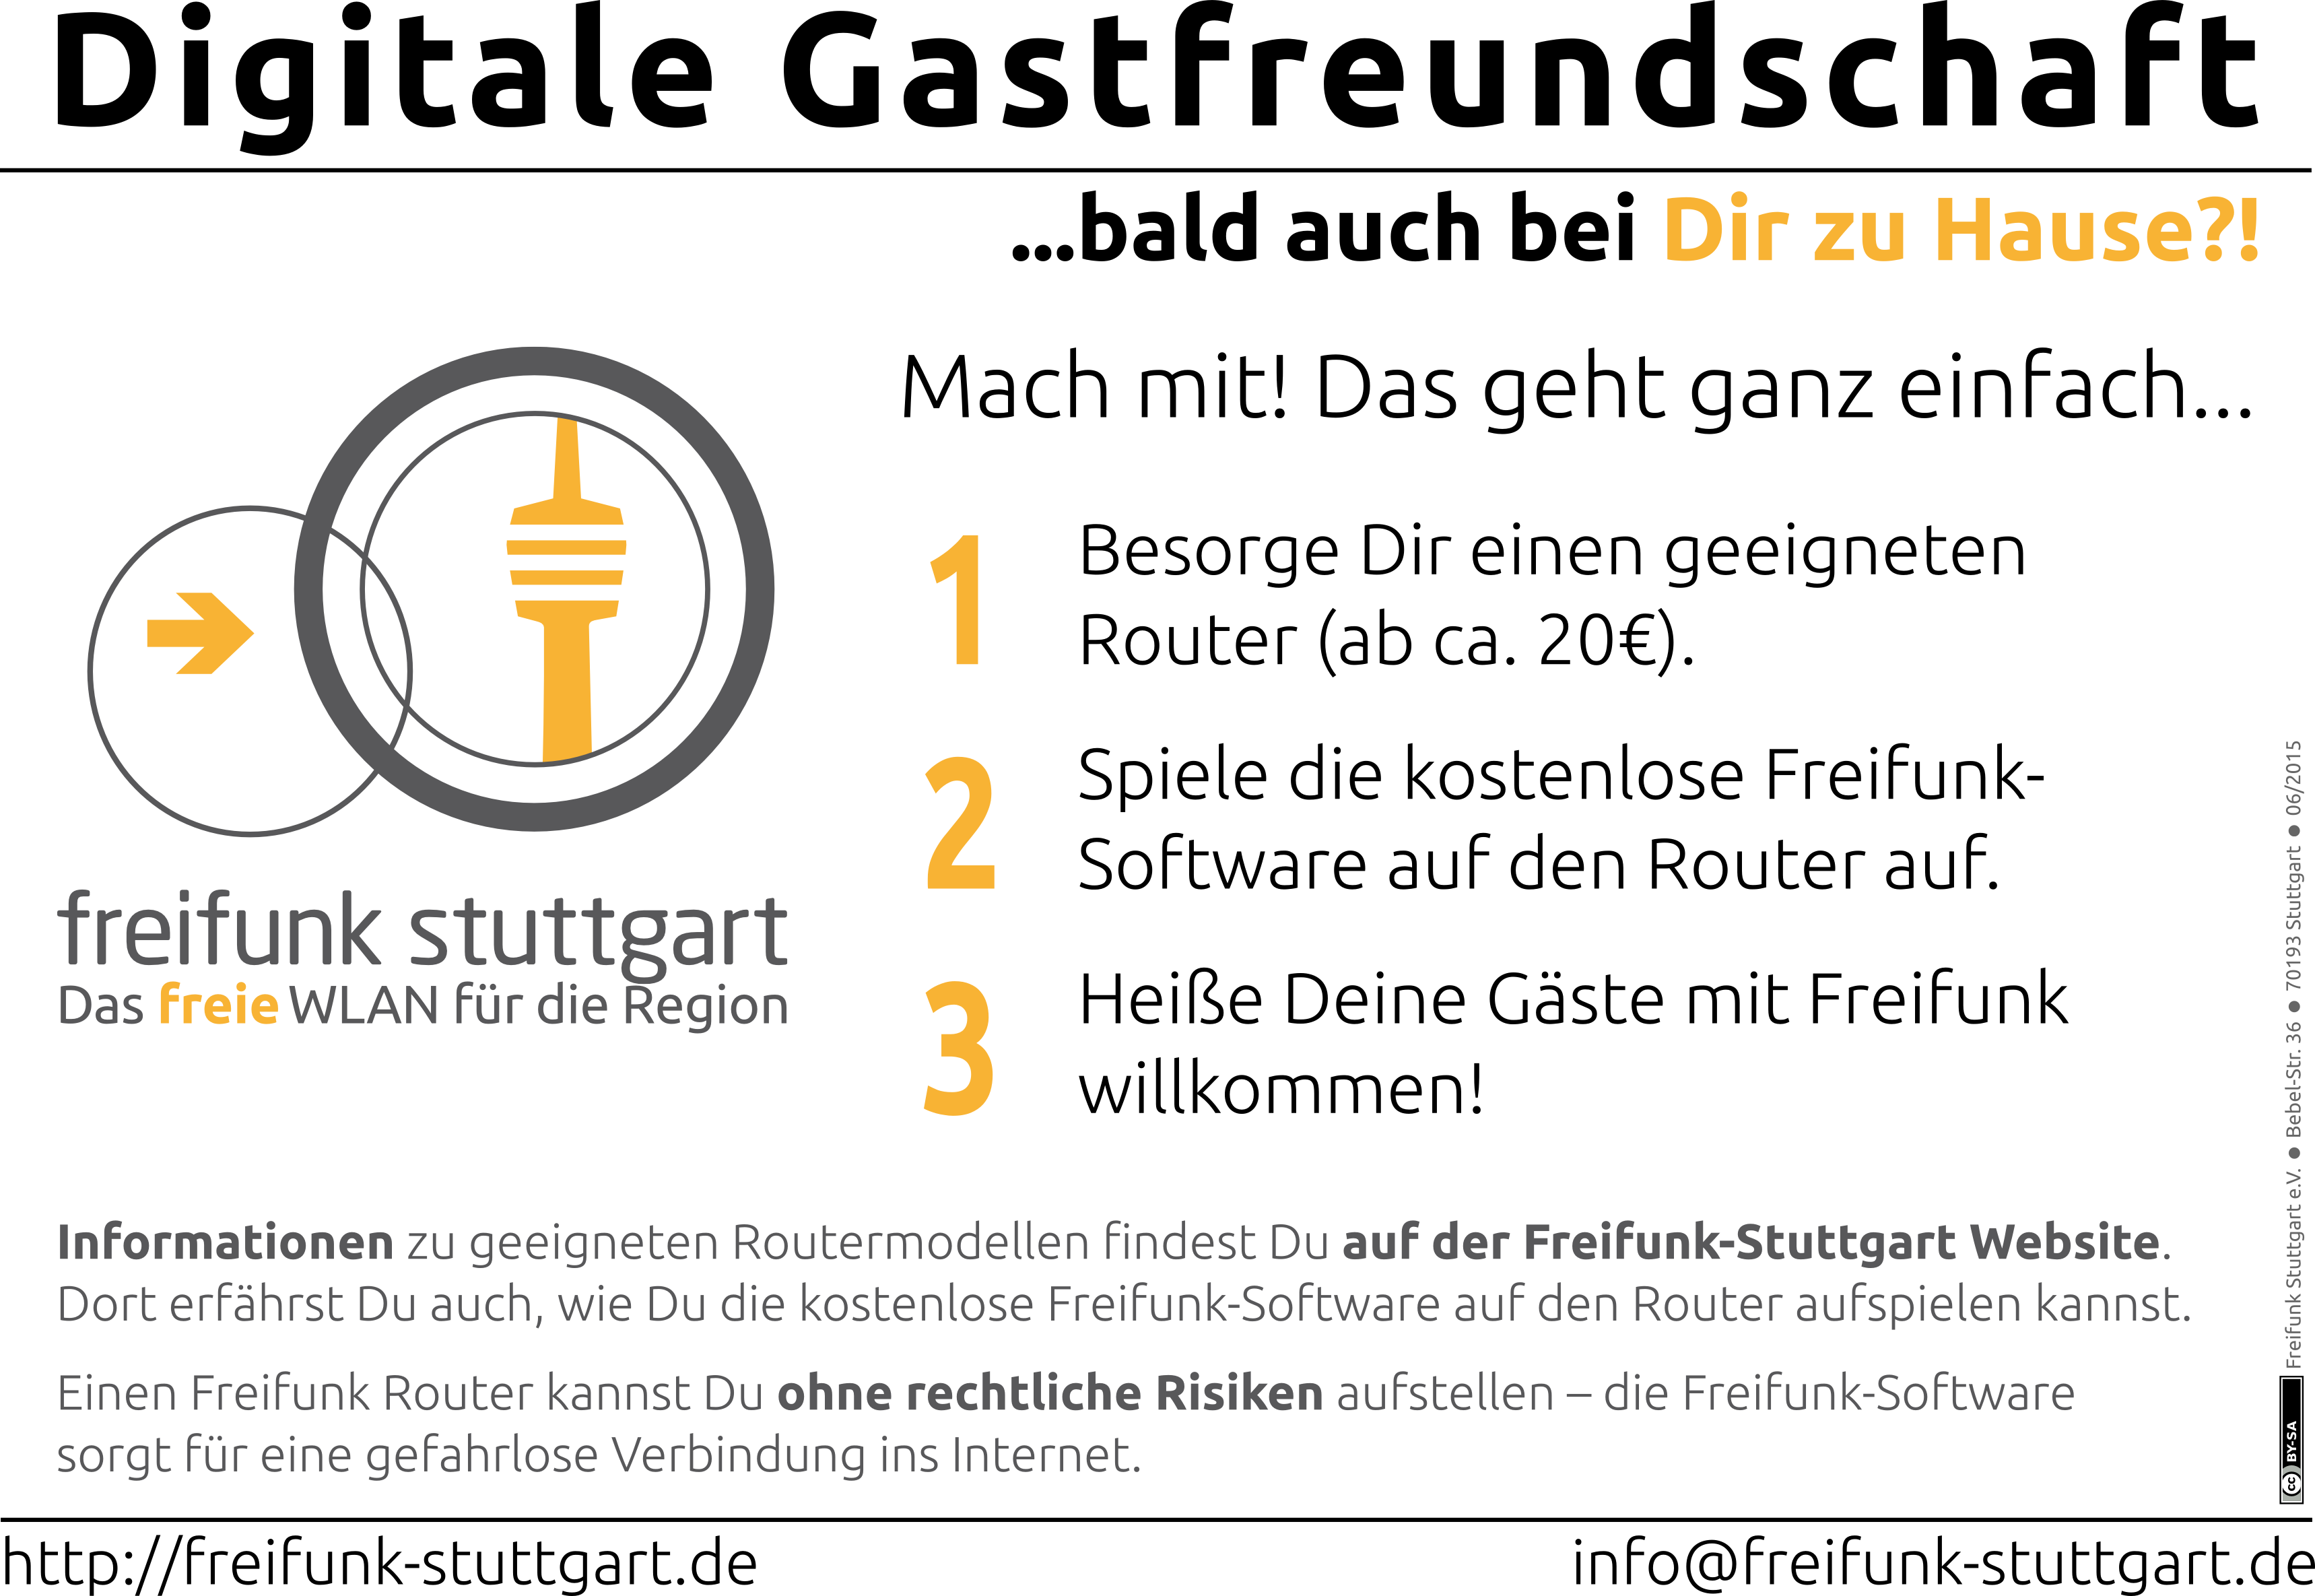 Digitale Gastfreundschaft
...bald auch bei Dir zu Hause?!
Mach mit! Das geht ganz einfach...
1 Besorge Dir einen geeigneten
Router (ab ca. 20€).
2 Spiele die kostenlose Freifunk-
Software auf den Router auf.
3 Heiße Deine Gäste mit Freifunk
willkommen!
freifunk stuttgart
Das freie WLAN für die Region
Informationen zu geeigneten Routermodellen findest Du auf der Freifunk-Stuttgart Website.
Dort erfährst Du auch, wie Du die kostenlose Freifunk-Software auf den Router aufspielen kannst.
Einen Freifunk Router kannst Du ohne rechtliche Risiken aufstellen – die Freifunk-Software
sorgt für eine gefahrlose Verbindung ins Internet.
Freifunk Stuttgart e.V. ● Bebel-Str. 36 ● 70193 Stuttgart ● 06/2015
cc BY-SA
http://freifunk-stuttgart.de
info@freifunk-stuttgart.de